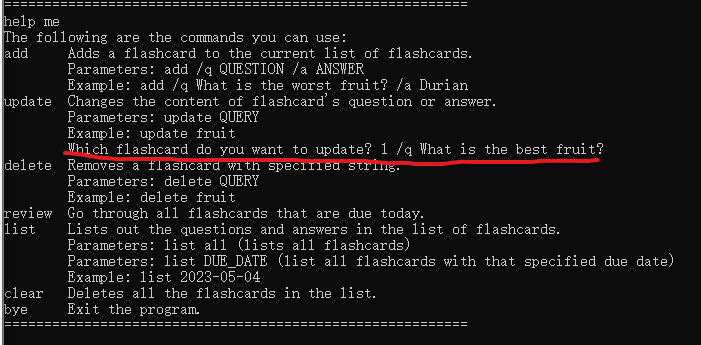 ============================================================
help me
The following are the commands you can use:
add     Adds a flashcard to the current list of flashcards.
        Parameters: add /q QUESTION /a ANSWER
        Example: add /q What is the worst fruit? /a Durian
update  Changes the content of flashcard's question or answer.
        Parameters: update QUERY
        Example: update fruit
        Which flashcard do you want to update? 1 /q What is the best fruit?
delete  Removes a flashcard with specified string.
        Parameters: delete QUERY
        Example: delete fruit
review  Go through all flashcards that are due today.
list    Lists out the questions and answers in the list of flashcards.
        Parameters: list all (lists all flashcards)
        Parameters: list DUE_DATE (list all flashcards with that specified due date)
        Example: list 2023-05-04
clear   Deletes all the flashcards in the list.
bye     Exit the program.
============================================================